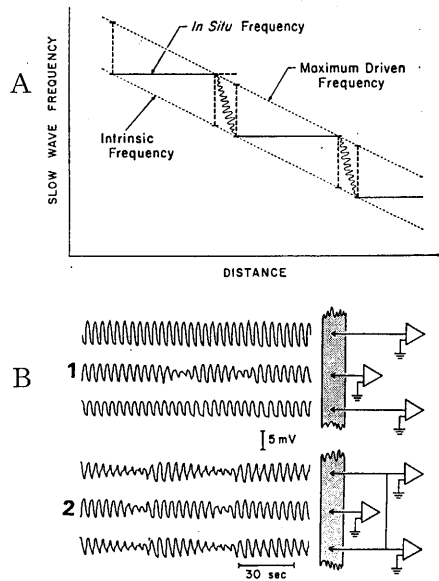 A
SLOW WAVE FREQUENCY
In Situ Frequency
Maximum Driven
Frequency
Intrinsic
Frequency
DISTANCE
B
1
5 mV
2
30 sec